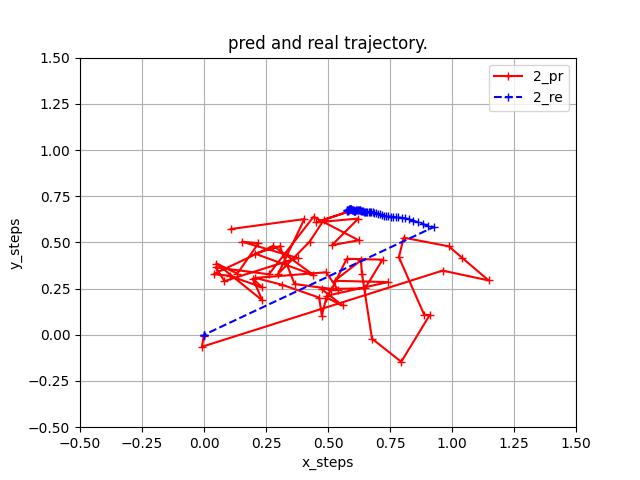 pred and real trajectory.
2_pr
2_re
1.50
1.25
1.00
0.75
0.50
0.25
0.00
−0.25
−0.50
y_steps
−0.50 −0.25 0.00 0.25 0.50 0.75 1.00 1.25 1.50
x_steps